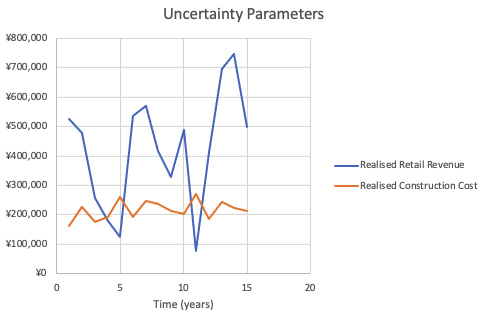 Uncertainty Parameters
¥800,000
¥700,000
¥600,000
¥500,000
¥400,000
¥300,000
¥200,000
¥100,000
¥0
0 5 10 15 20
Time (years)
Realised Retail Revenue
Realised Construction Cost